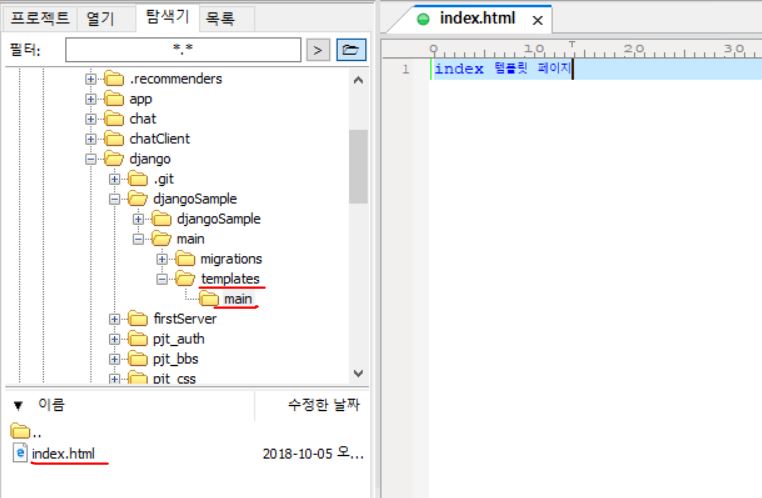 프로젝트 열기 탐색기 목록
필터: *.* >
.recommenders
app
chat
chatClient
django
.git
djangoSample
djangoSample
main
migrations
templates
main
firstServer
pjt_auth
pjt_bbs
pjt_css
▼ 이름 수정한 날짜
..
index.html 2018-10-05 오...
index.html x
0 10 20 30
1 index 템플릿 페이지